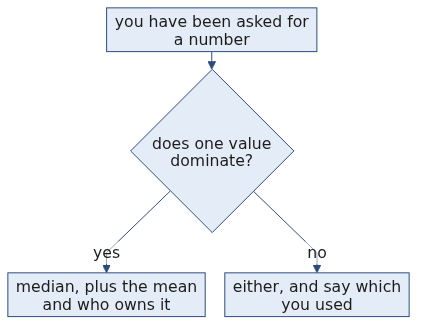 you have been asked for
a number
does one value
dominate?
yes
no
median, plus the mean
and who owns it
either, and say which
you used